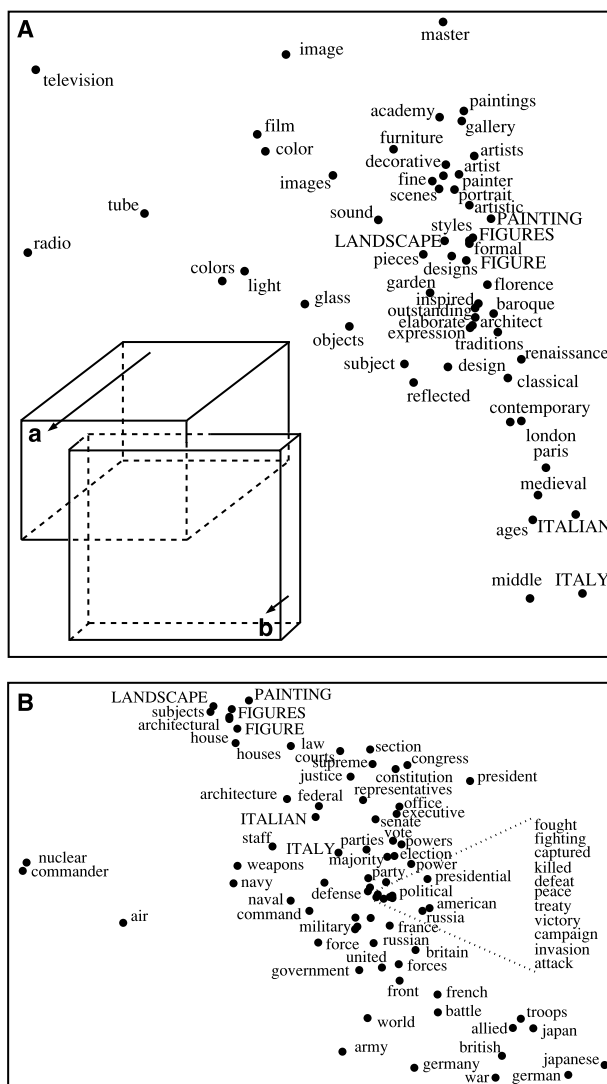 A
master
image
television
paintings
academy
gallery
film
furniture
color
artists
decorative
artist
images
fine
painter
scenes
portrait
artistic
tube
sound
PAINTING
styles
FIGURES
radio
LANDSCAPE
formal
pieces
designs
FIGURE
colors
light
garden
florence
glass
inspired
baroque
outstanding
elaborate
architect
objects
expression
traditions
renaissance
subject
design
classical
reflected
contemporary
a
london
paris
medieval
ages
ITALIAN
middle
ITALY
b
B
LANDSCAPE
PAINTING
subjects
FIGURES
architectural
FIGURE
house
houses
law
section
courts
supreme
congress
justice
constitution
president
representatives
architecture
federal
office
executive
ITALIAN
senate
staff
vote
parties
powers
ITALY
majority
election
nuclear
power
commander
weapons
party
presidential
navy
defense
political
naval
american
command
russia
air
military
france
force
russian
britain
united
government
forces
front
french
battle
troops
world
allied
japan
army
british
japanese
germany
war
german
fought
fighting
captured
killed
defeat
peace
treaty
victory
campaign
invasion
attack